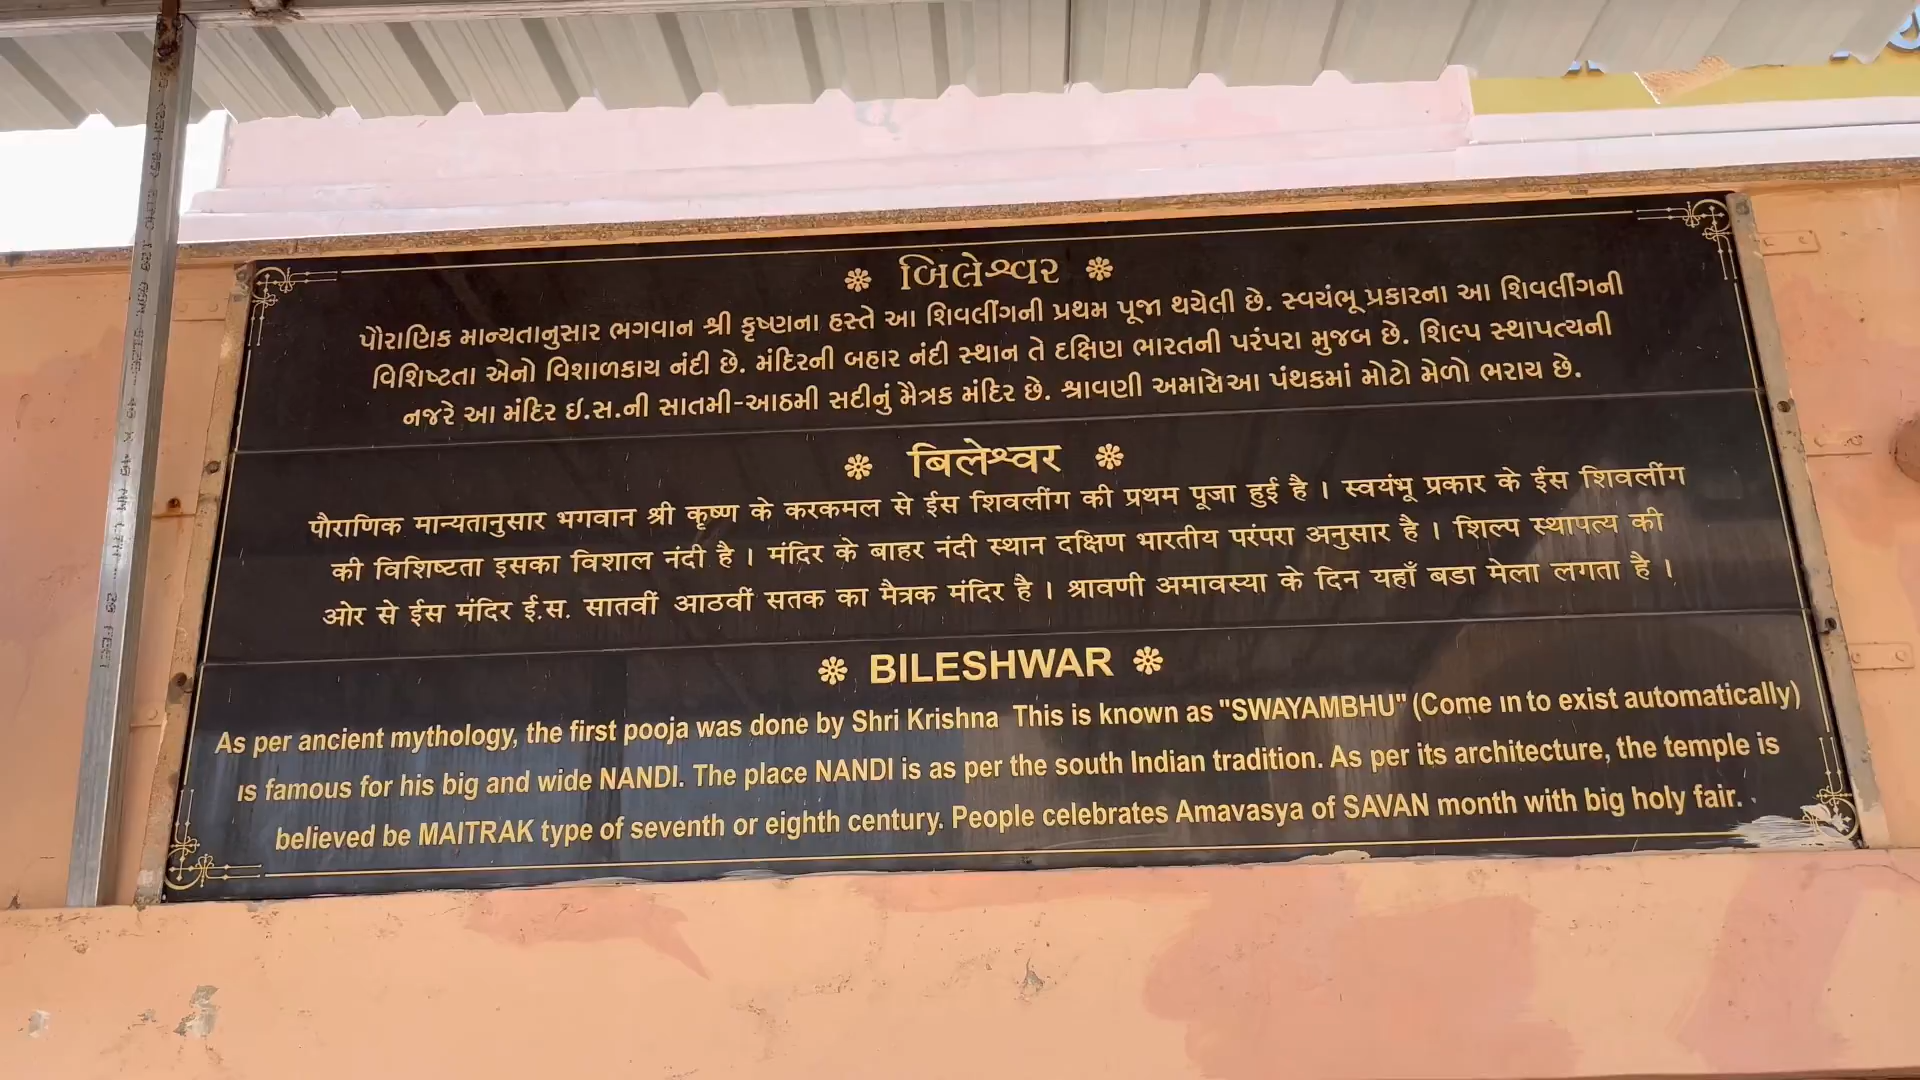 બિલેશ્વર
પૌરાણિક માન્યતાનુસાર ભગવાન શ્રી કૃષ્ણના હસ્તે આ શિવલીંગની પ્રથમ પૂજા થયેલી છે. સ્વયંભૂ પ્રકારના આ શિવલીંગની
વિશિષ્ટતા એનો વિશાળકાય નંદી છે. મંદિરની બહાર નંદી સ્થાન તે દક્ષિણ ભારતની પરંપરા મુજબ છે. શિલ્પ સ્થાપત્યની
નજરે આ મંદિર ઇ.સ.ની સાતમી-આઠમી સદીનું મૈત્રક મંદિર છે. શ્રાવણી અમાસે આ પંથકમાં મોટો મેળો ભરાય છે.
बिलेश्वर
पौराणिक मान्यतानुसार भगवान श्री कृष्ण के करकमल से ईस शिवलींग की प्रथम पूजा हुई है । स्वयंभू प्रकार के ईस शिवलींग
की विशिष्टता इसका विशाल नंदी है । मंदिर के बाहर नंदी स्थान दक्षिण भारतीय परंपरा अनुसार है । शिल्प स्थापत्य की
ओर से ईस मंदिर ई.स. सातवीं आठवीं सतक का मैत्रक मंदिर है । श्रावणी अमावस्या के दिन यहाँ बडा मेला लगता है ।
BILESHWAR
As per ancient mythology, the first pooja was done by Shri Krishna This is known as "SWAYAMBHU" (Come in to exist automatically)
is famous for his big and wide NANDI. The place NANDI is as per the south Indian tradition. As per its architecture, the temple is
believed be MAITRAK type of seventh or eighth century. People celebrates Amavasya of SAVAN month with big holy fair.